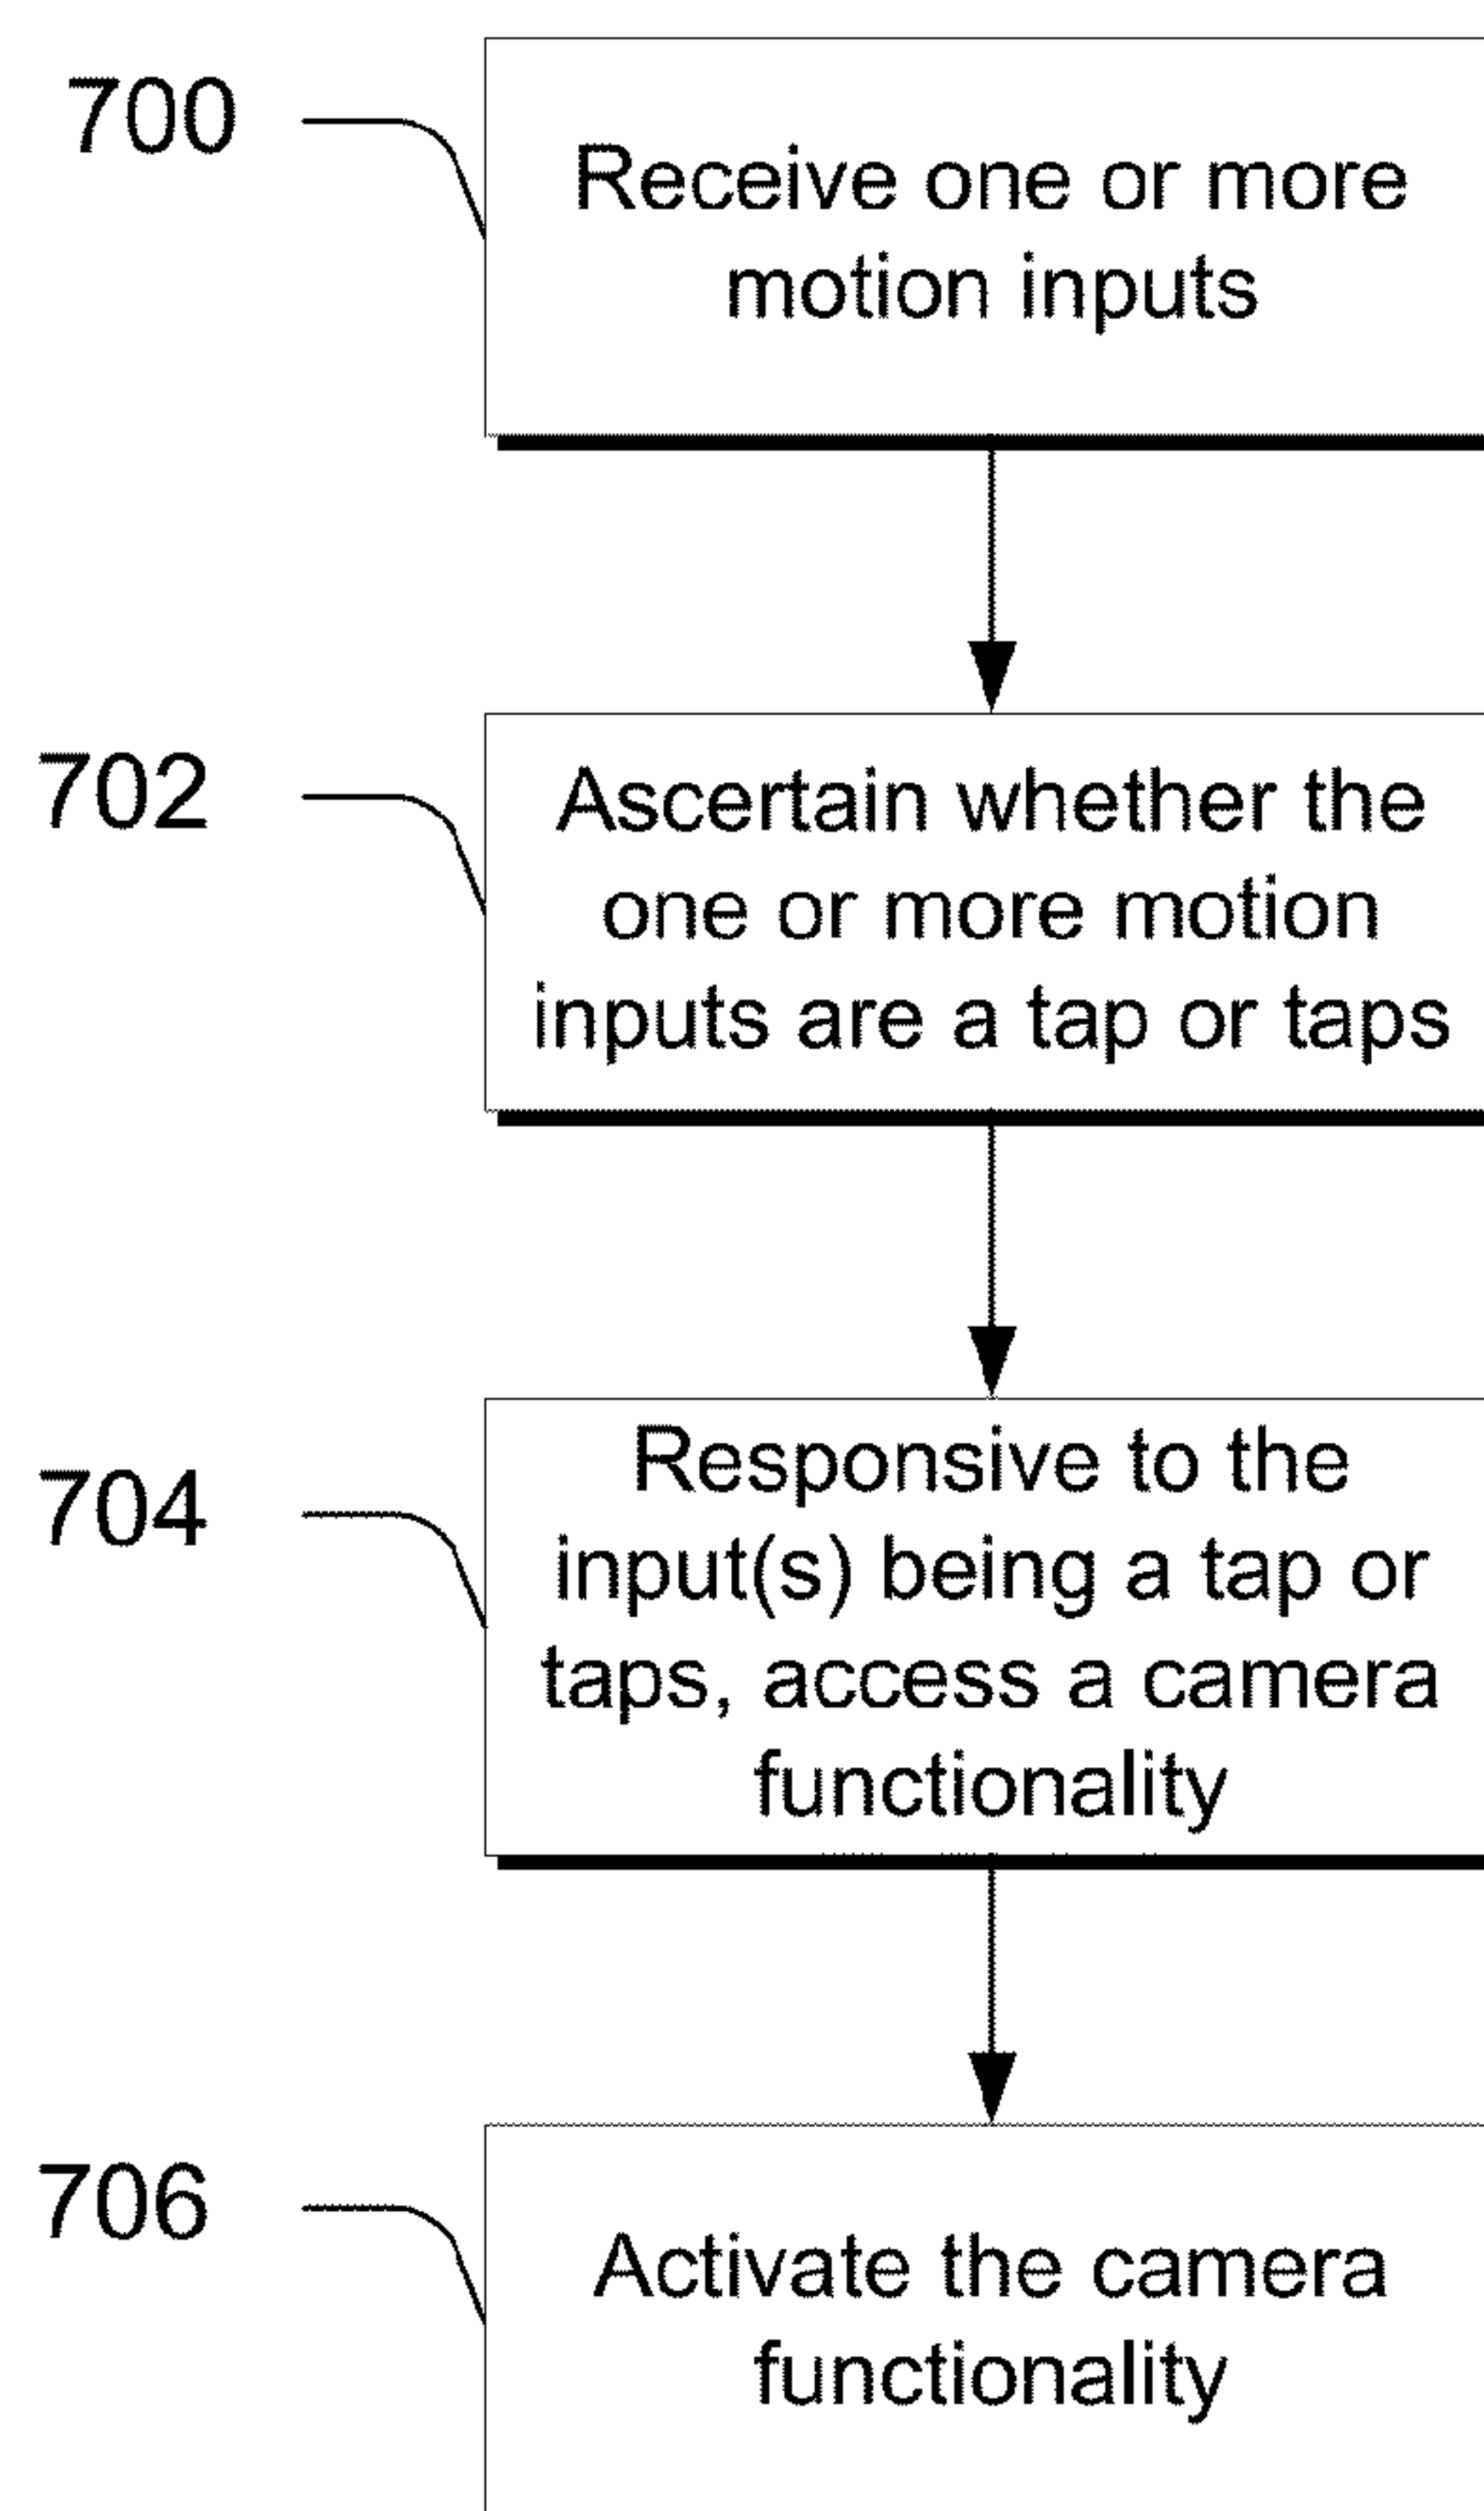 700
Receive one or more
motion inputs
702
Ascertain whether the
one or more motion
inputs are a tap or taps
704
Responsive to the
input(s) being a tap or
taps, access a camera
functionality
706
Activate the camera
functionality